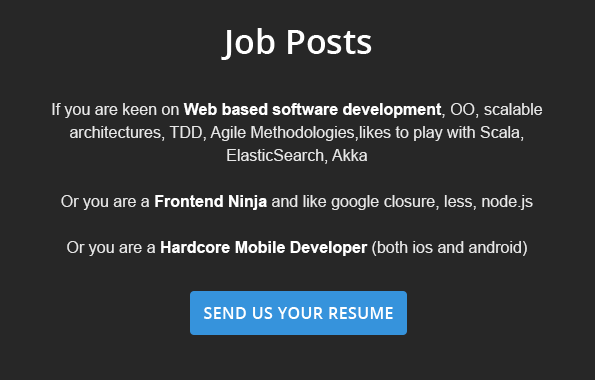 Job Posts
If you are keen on Web based software development, OO, scalable
architectures, TDD, Agile Methodologies,likes to play with Scala,
ElasticSearch, Akka
Or you are a Frontend Ninja and like google closure, less, node.js
Or you are a Hardcore Mobile Developer (both ios and android)
SEND US YOUR RESUME